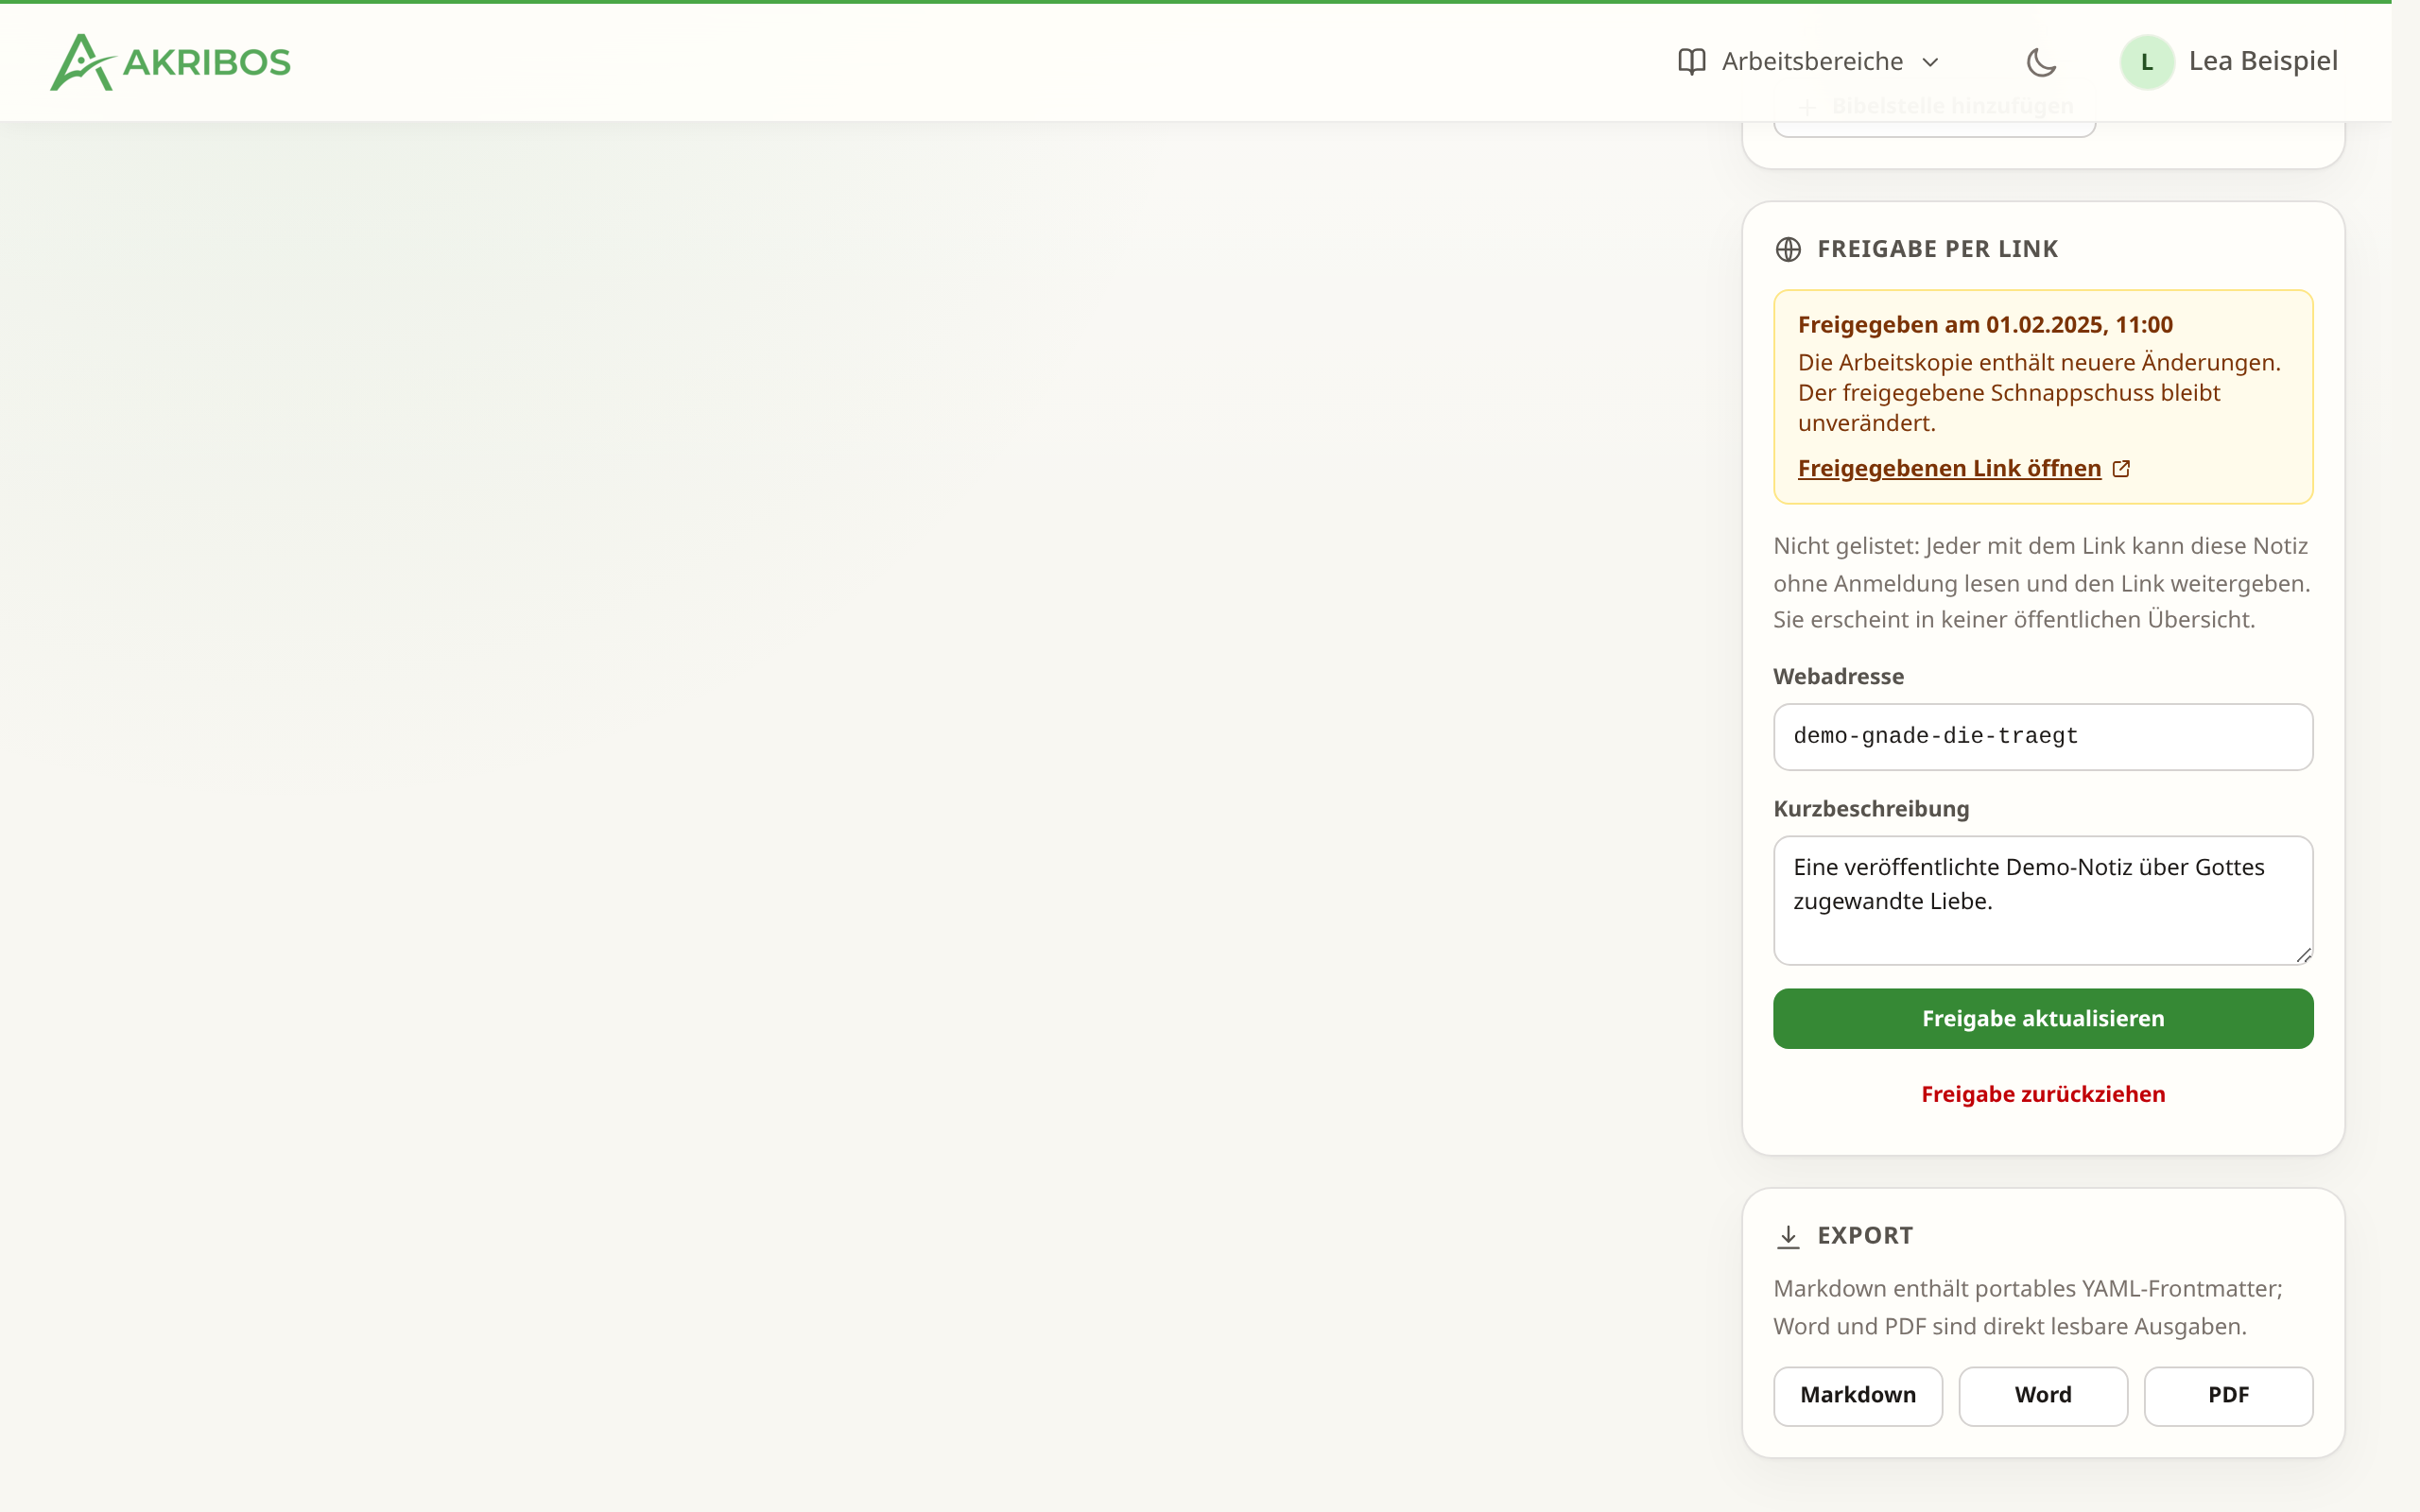 AKRIBOS
Arbeitsbereiche
L
Lea Beispiel
+ Bibelstelle hinzufügen
FREIGABE PER LINK
Freigegeben am 01.02.2025, 11:00
Die Arbeitskopie enthält neuere Änderungen.
Der freigegebene Schnappschuss bleibt
unverändert.
Freigegebenen Link öffnen
Nicht gelistet: Jeder mit dem Link kann diese Notiz
ohne Anmeldung lesen und den Link weitergeben.
Sie erscheint in keiner öffentlichen Übersicht.
Webadresse
demo-gnade-die-traegt
Kurzbeschreibung
Eine veröffentlichte Demo-Notiz über Gottes
zugewandte Liebe.
Freigabe aktualisieren
Freigabe zurückziehen
EXPORT
Markdown enthält portables YAML-Frontmatter;
Word und PDF sind direkt lesbare Ausgaben.
Markdown
Word
PDF